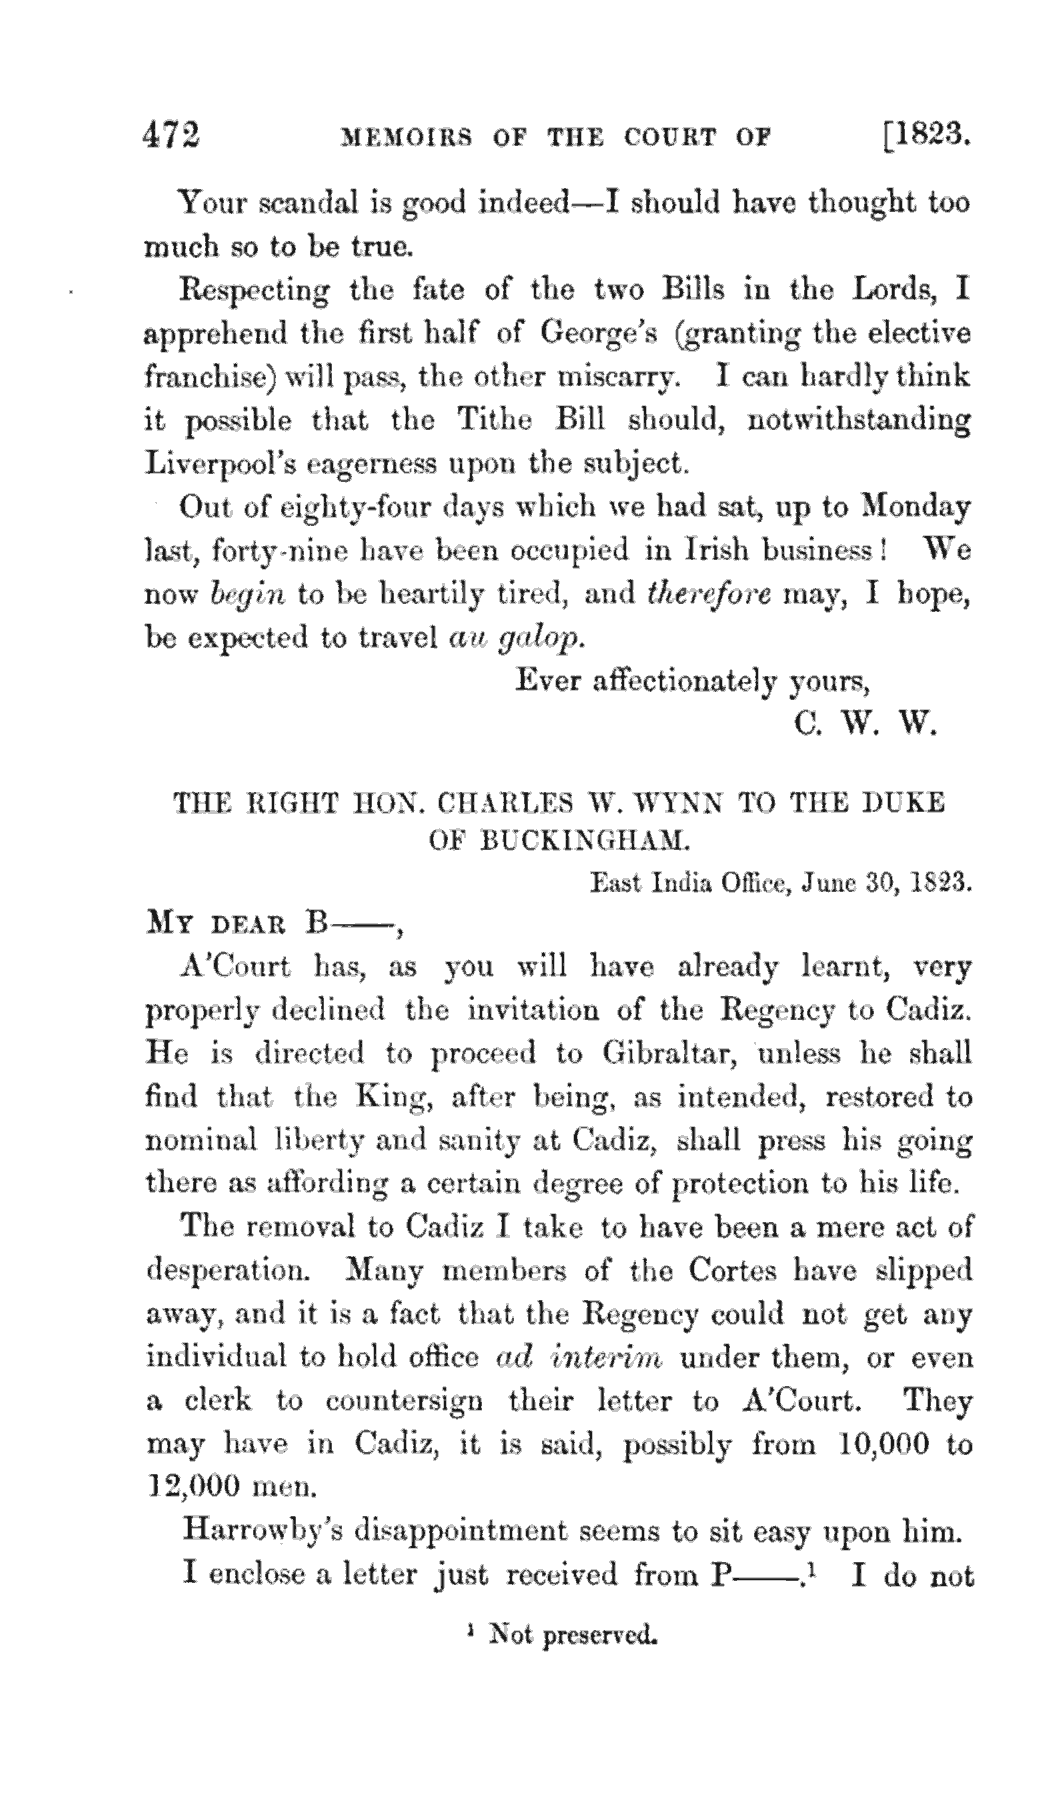 472 MEMOIRS OF THE COURT OF [1823.
Your scandal is good indeed—I should have thought too
much so to be true.
Respecting the fate of the two Bills in the Lords, I
apprehend the first half of George's (granting the elective
franchise) will pass, the other miscarry. I can hardly think
it possible that the Tithe Bill should, notwithstanding
Liverpool's eagerness upon the subject.
Out of eighty-four days which we had sat, up to Monday
last, forty-nine have been occupied in Irish business! We
now begin to be heartily tired, and therefore may, I hope,
be expected to travel au galop.
Ever affectionately yours,
C. W. W.
THE RIGHT HON. CHARLES W. WYNN TO THE DUKE
OF BUCKINGHAM.
East India Office, June 30, 1823.
MY DEAR B——,
A'Court has, as you will have already learnt, very
properly declined the invitation of the Regency to Cadiz.
He is directed to proceed to Gibraltar, unless he shall
find that the King, after being, as intended, restored to
nominal liberty and sanity at Cadiz, shall press his going
there as affording a certain degree of protection to his life.
The removal to Cadiz I take to have been a mere act of
desperation. Many members of the Cortes have slipped
away, and it is a fact that the Regency could not get any
individual to hold office ad interim under them, or even
a clerk to countersign their letter to A'Court. They
may have in Cadiz, it is said, possibly from 10,000 to
12,000 men.
Harrowby's disappointment seems to sit easy upon him.
I enclose a letter just received from P——.¹ I do not
¹ Not preserved.